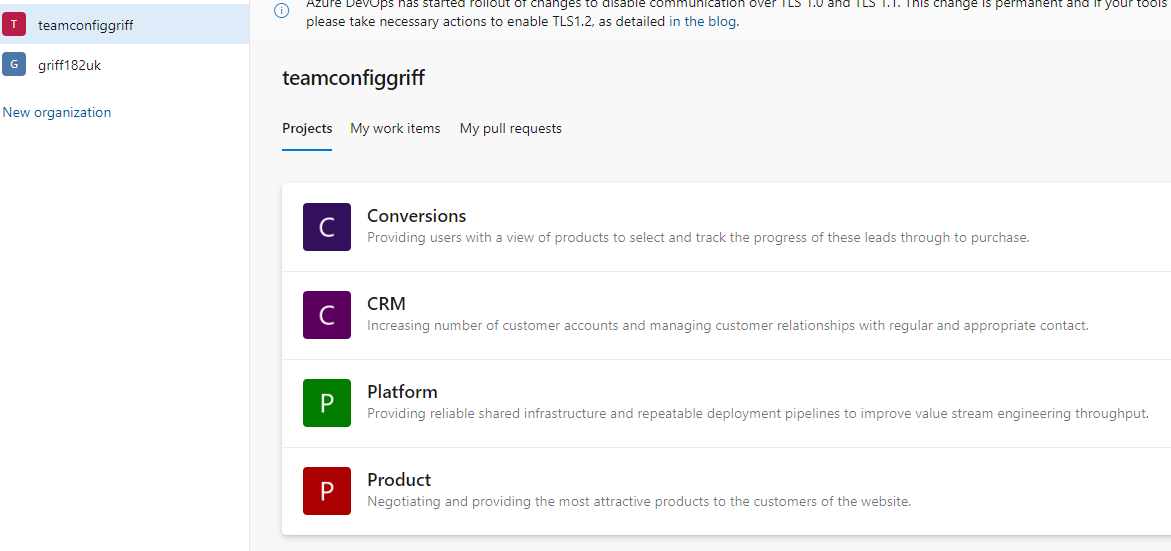 T teamconfiggriff
G griff182uk
New organization
Azure DevOps has started rollout of changes to disable communication over TLS 1.0 and TLS 1.1. This change is permanent and if your tools
please take necessary actions to enable TLS1.2, as detailed in the blog.
teamconfiggriff
Projects My work items My pull requests
C Conversions
Providing users with a view of products to select and track the progress of these leads through to purchase.
C CRM
Increasing number of customer accounts and managing customer relationships with regular and appropriate contact.
P Platform
Providing reliable shared infrastructure and repeatable deployment pipelines to improve value stream engineering throughput.
P Product
Negotiating and providing the most attractive products to the customers of the website.